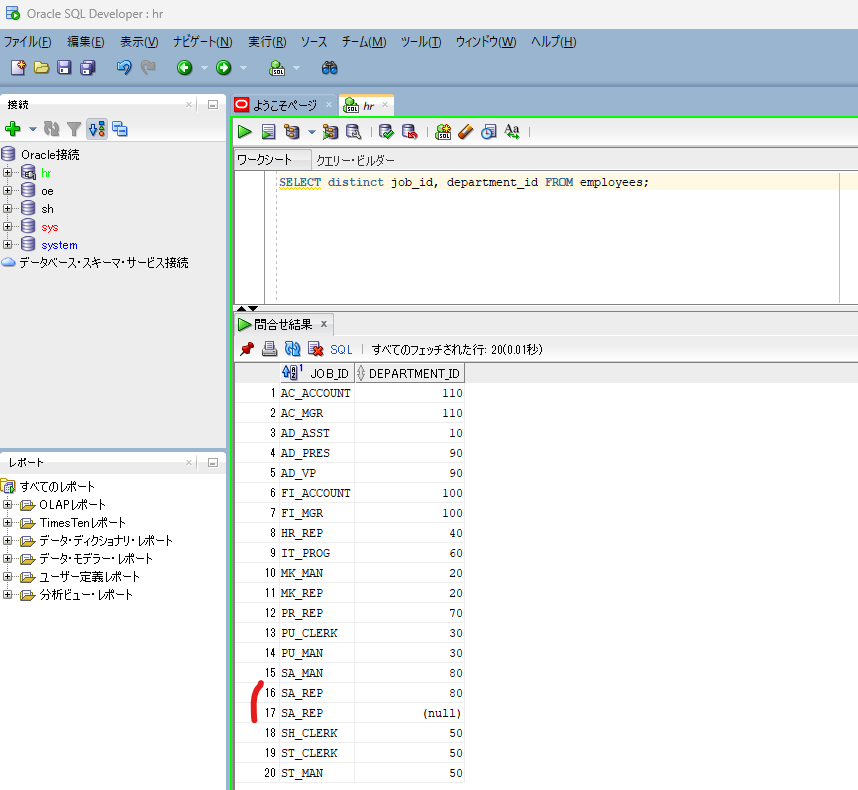 Oracle SQL Developer : hr
ファイル(F) 編集(E) 表示(V) ナビゲート(N) 実行(R) ソース チーム(M) ツール(T) ウィンドウ(W) ヘルプ(H)
接続
Oracle接続
hr
oe
sh
sys
system
データベース・スキーマ・サービス接続
レポート
すべてのレポート
OLAPレポート
TimesTenレポート
データ・ディクショナリ・レポート
データ・モデラー・レポート
ユーザー定義レポート
分析ビュー・レポート
ようこそページ hr
ワークシート クエリー・ビルダー
SELECT distinct job_id, department_id FROM employees;
問合せ結果
SQL すべてのフェッチされた行: 20(0.01秒)
JOB_ID DEPARTMENT_ID
1 AC_ACCOUNT 110
2 AC_MGR 110
3 AD_ASST 10
4 AD_PRES 90
5 AD_VP 90
6 FI_ACCOUNT 100
7 FI_MGR 100
8 HR_REP 40
9 IT_PROG 60
10 MK_MAN 20
11 MK_REP 20
12 PR_REP 70
13 PU_CLERK 30
14 PU_MAN 30
15 SA_MAN 80
16 SA_REP 80
17 SA_REP (null)
18 SH_CLERK 50
19 ST_CLERK 50
20 ST_MAN 50